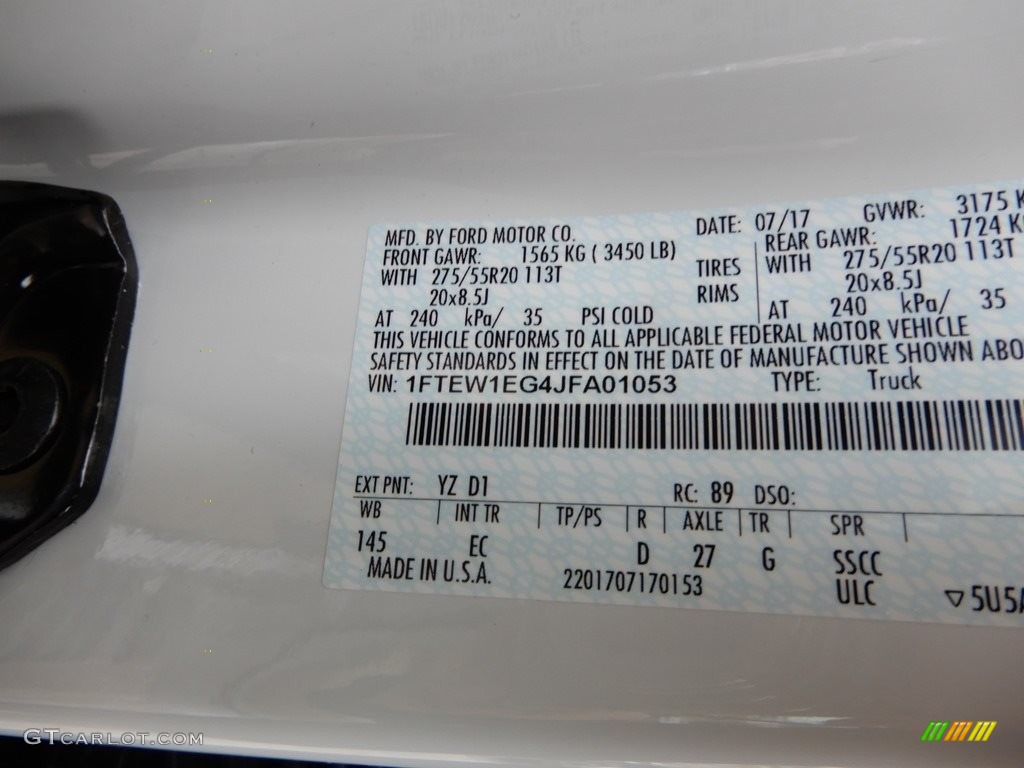 MFD. BY FORD MOTOR CO. DATE: 07/17 GVWR: 3175 K
FRONT GAWR: 1565 KG ( 3450 LB) REAR GAWR: 1724 KG
WITH 275/55R20 113T TIRES WITH 275/55R20 113T
20x8.5J RIMS 20x8.5J
AT 240 kPa/ 35 PSI COLD AT 240 kPa/ 35
THIS VEHICLE CONFORMS TO ALL APPLICABLE FEDERAL MOTOR VEHICLE
SAFETY STANDARDS IN EFFECT ON THE DATE OF MANUFACTURE SHOWN ABO
VIN: 1FTEW1EG4JFA01053 TYPE: Truck
EXT PNT: YZ D1 RC: 89 DSO:
WB INT TR TP/PS R AXLE TR SPR
145 EC D 27 G SSCC
MADE IN U.S.A. 2201707170153 ULC ▽5U5A
GTCARLOT.COM